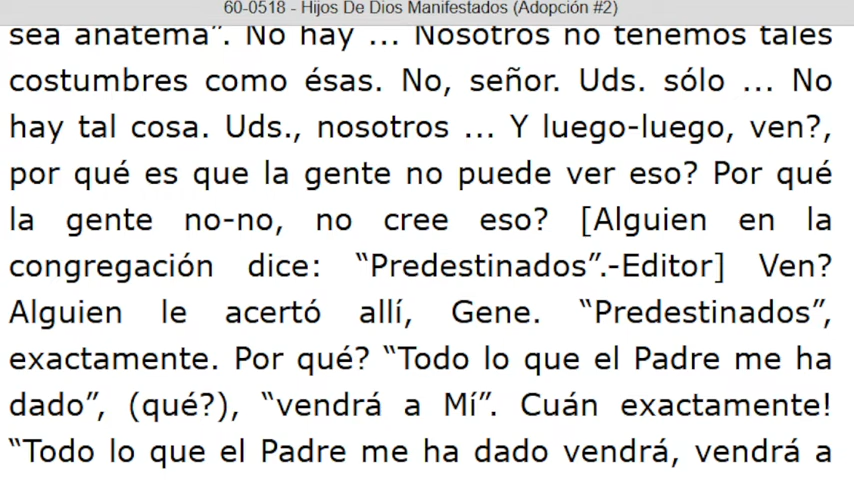 60-0518 - Hijos De Dios Manifestados (Adopción #2)
sea anatema”. No hay ... Nosotros no tenemos tales
costumbres como ésas. No, señor. Uds. sólo ... No
hay tal cosa. Uds., nosotros ... Y luego-luego, ven?,
por qué es que la gente no puede ver eso? Por qué
la gente no-no, no cree eso? [Alguien en la
congregación dice: “Predestinados”.-Editor] Ven?
Alguien le acertó allí, Gene. “Predestinados”,
exactamente. Por qué? “Todo lo que el Padre me ha
dado”, (qué?), “vendrá a Mí”. Cuán exactamente!
“Todo lo que el Padre me ha dado vendrá, vendrá a